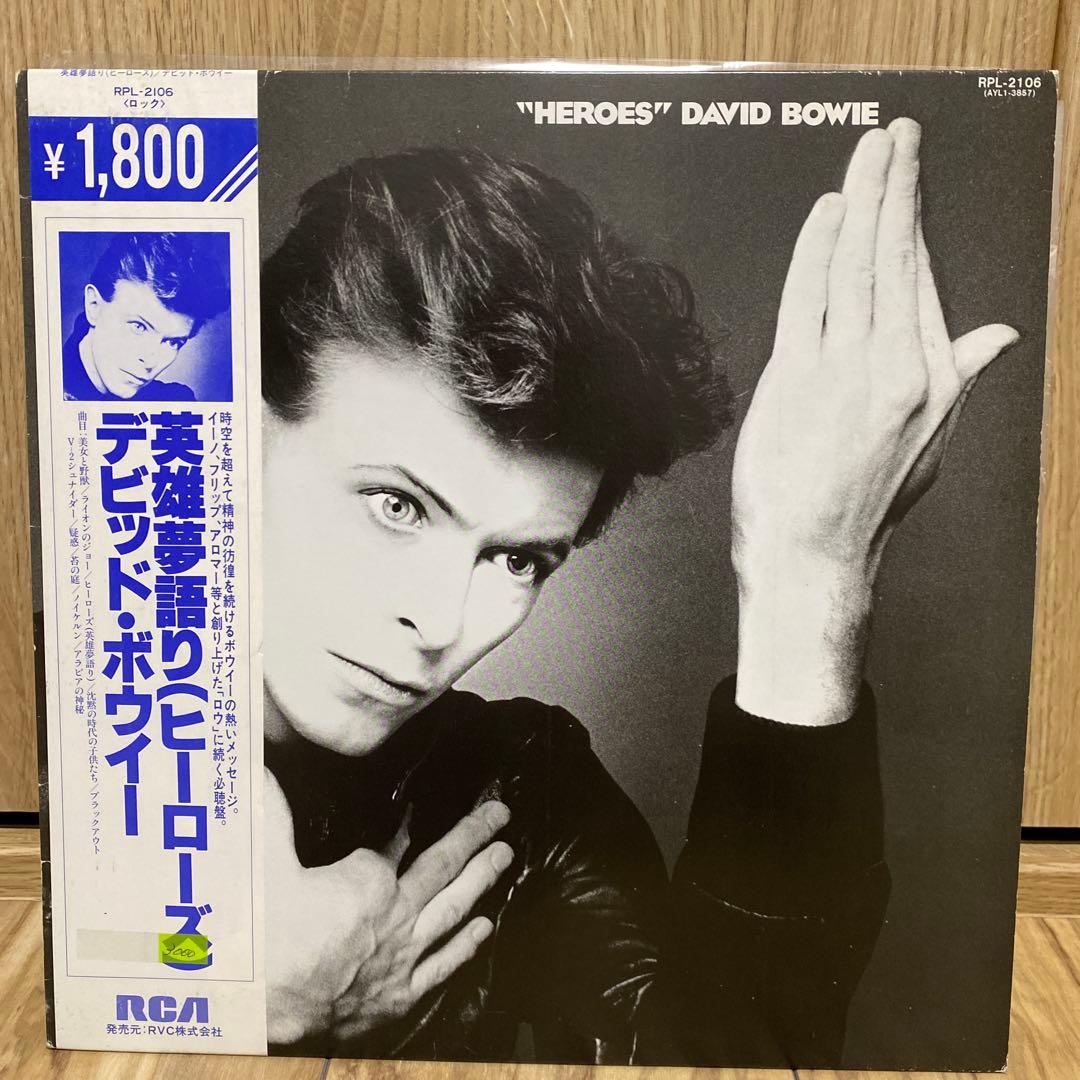 英雄夢語り(ヒーローズ)/デビット・ボウイー
RPL-2106
〈ロック〉
¥1,800
時空を超えて精神の彷徨を続けるボウイーの熱いメッセージ。
イーノ、フリップ、アロマー等と創り上げた「ロウ」に続く必聴盤。
英雄夢語り(ヒーローズ)
デビッド・ボウイー
曲目:美女と野獣/ライオンのジョー/ヒーローズ(英雄夢語り)/沈黙の時代の子供たち/ブラックアウト
V-2シュナイダー/疑惑/苔の庭/ノイケルン/アラビアの神秘
3000
RCA
発売元:RVC株式会社
"HEROES" DAVID BOWIE
RPL-2106
(AYL1-3857)